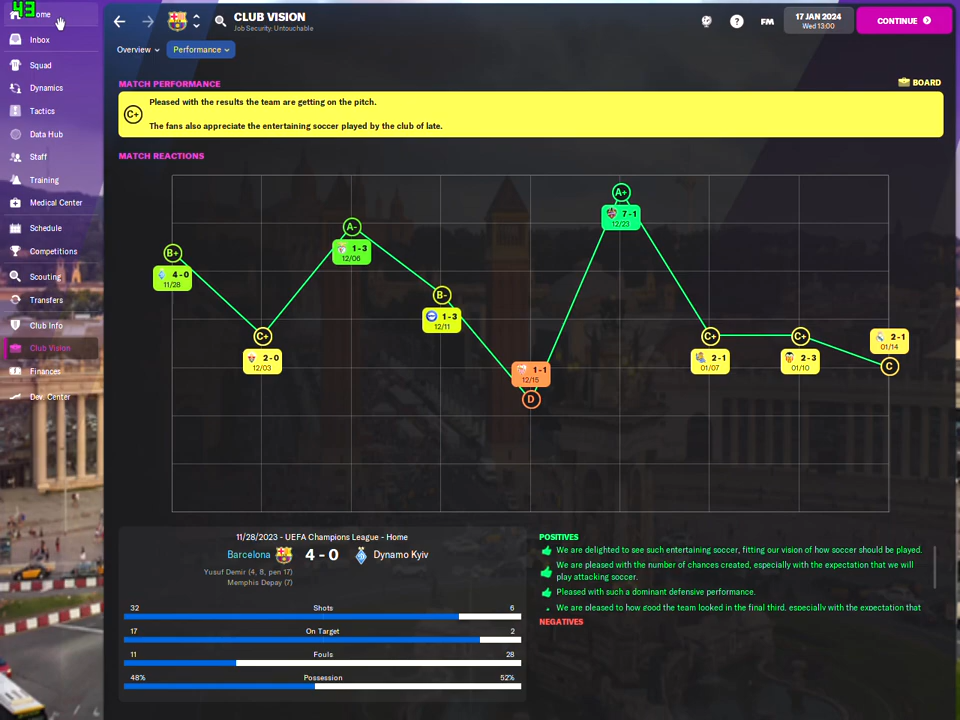 43
ome
CLUB VISION
Job Security: Untouchable
FM
17 JAN 2024
Wed 13:00
CONTINUE
Inbox
Overview
Performance
Squad
Dynamics
Tactics
Data Hub
Staff
Training
Medical Center
Schedule
Competitions
Scouting
Transfers
Club Info
Club Vision
Finances
Dev. Center
MATCH PERFORMANCE
BOARD
C+
Pleased with the results the team are getting on the pitch.
The fans also appreciate the entertaining soccer played by the club of late.
MATCH REACTIONS
B+
4-0
11/28
C+
2-0
12/03
A-
1-3
12/06
B-
1-3
12/11
1-1
12/15
D
A+
7-1
12/23
C+
2-1
01/07
C+
2-3
01/10
2-1
01/14
C
11/28/2023 - UEFA Champions League - Home
Barcelona 4 - 0 Dynamo Kyiv
Yusuf Demir (4, 8, pen 17)
Memphis Depay (7)
32 Shots 6
17 On Target 2
11 Fouls 28
48% Possession 52%
POSITIVES
We are delighted to see such entertaining soccer, fitting our vision of how soccer should be played.
We are pleased with the number of chances created, especially with the expectation that we will
play attacking soccer.
Pleased with such a dominant defensive performance.
We are pleased to how good the team looked in the final third, especially with the expectation that
NEGATIVES